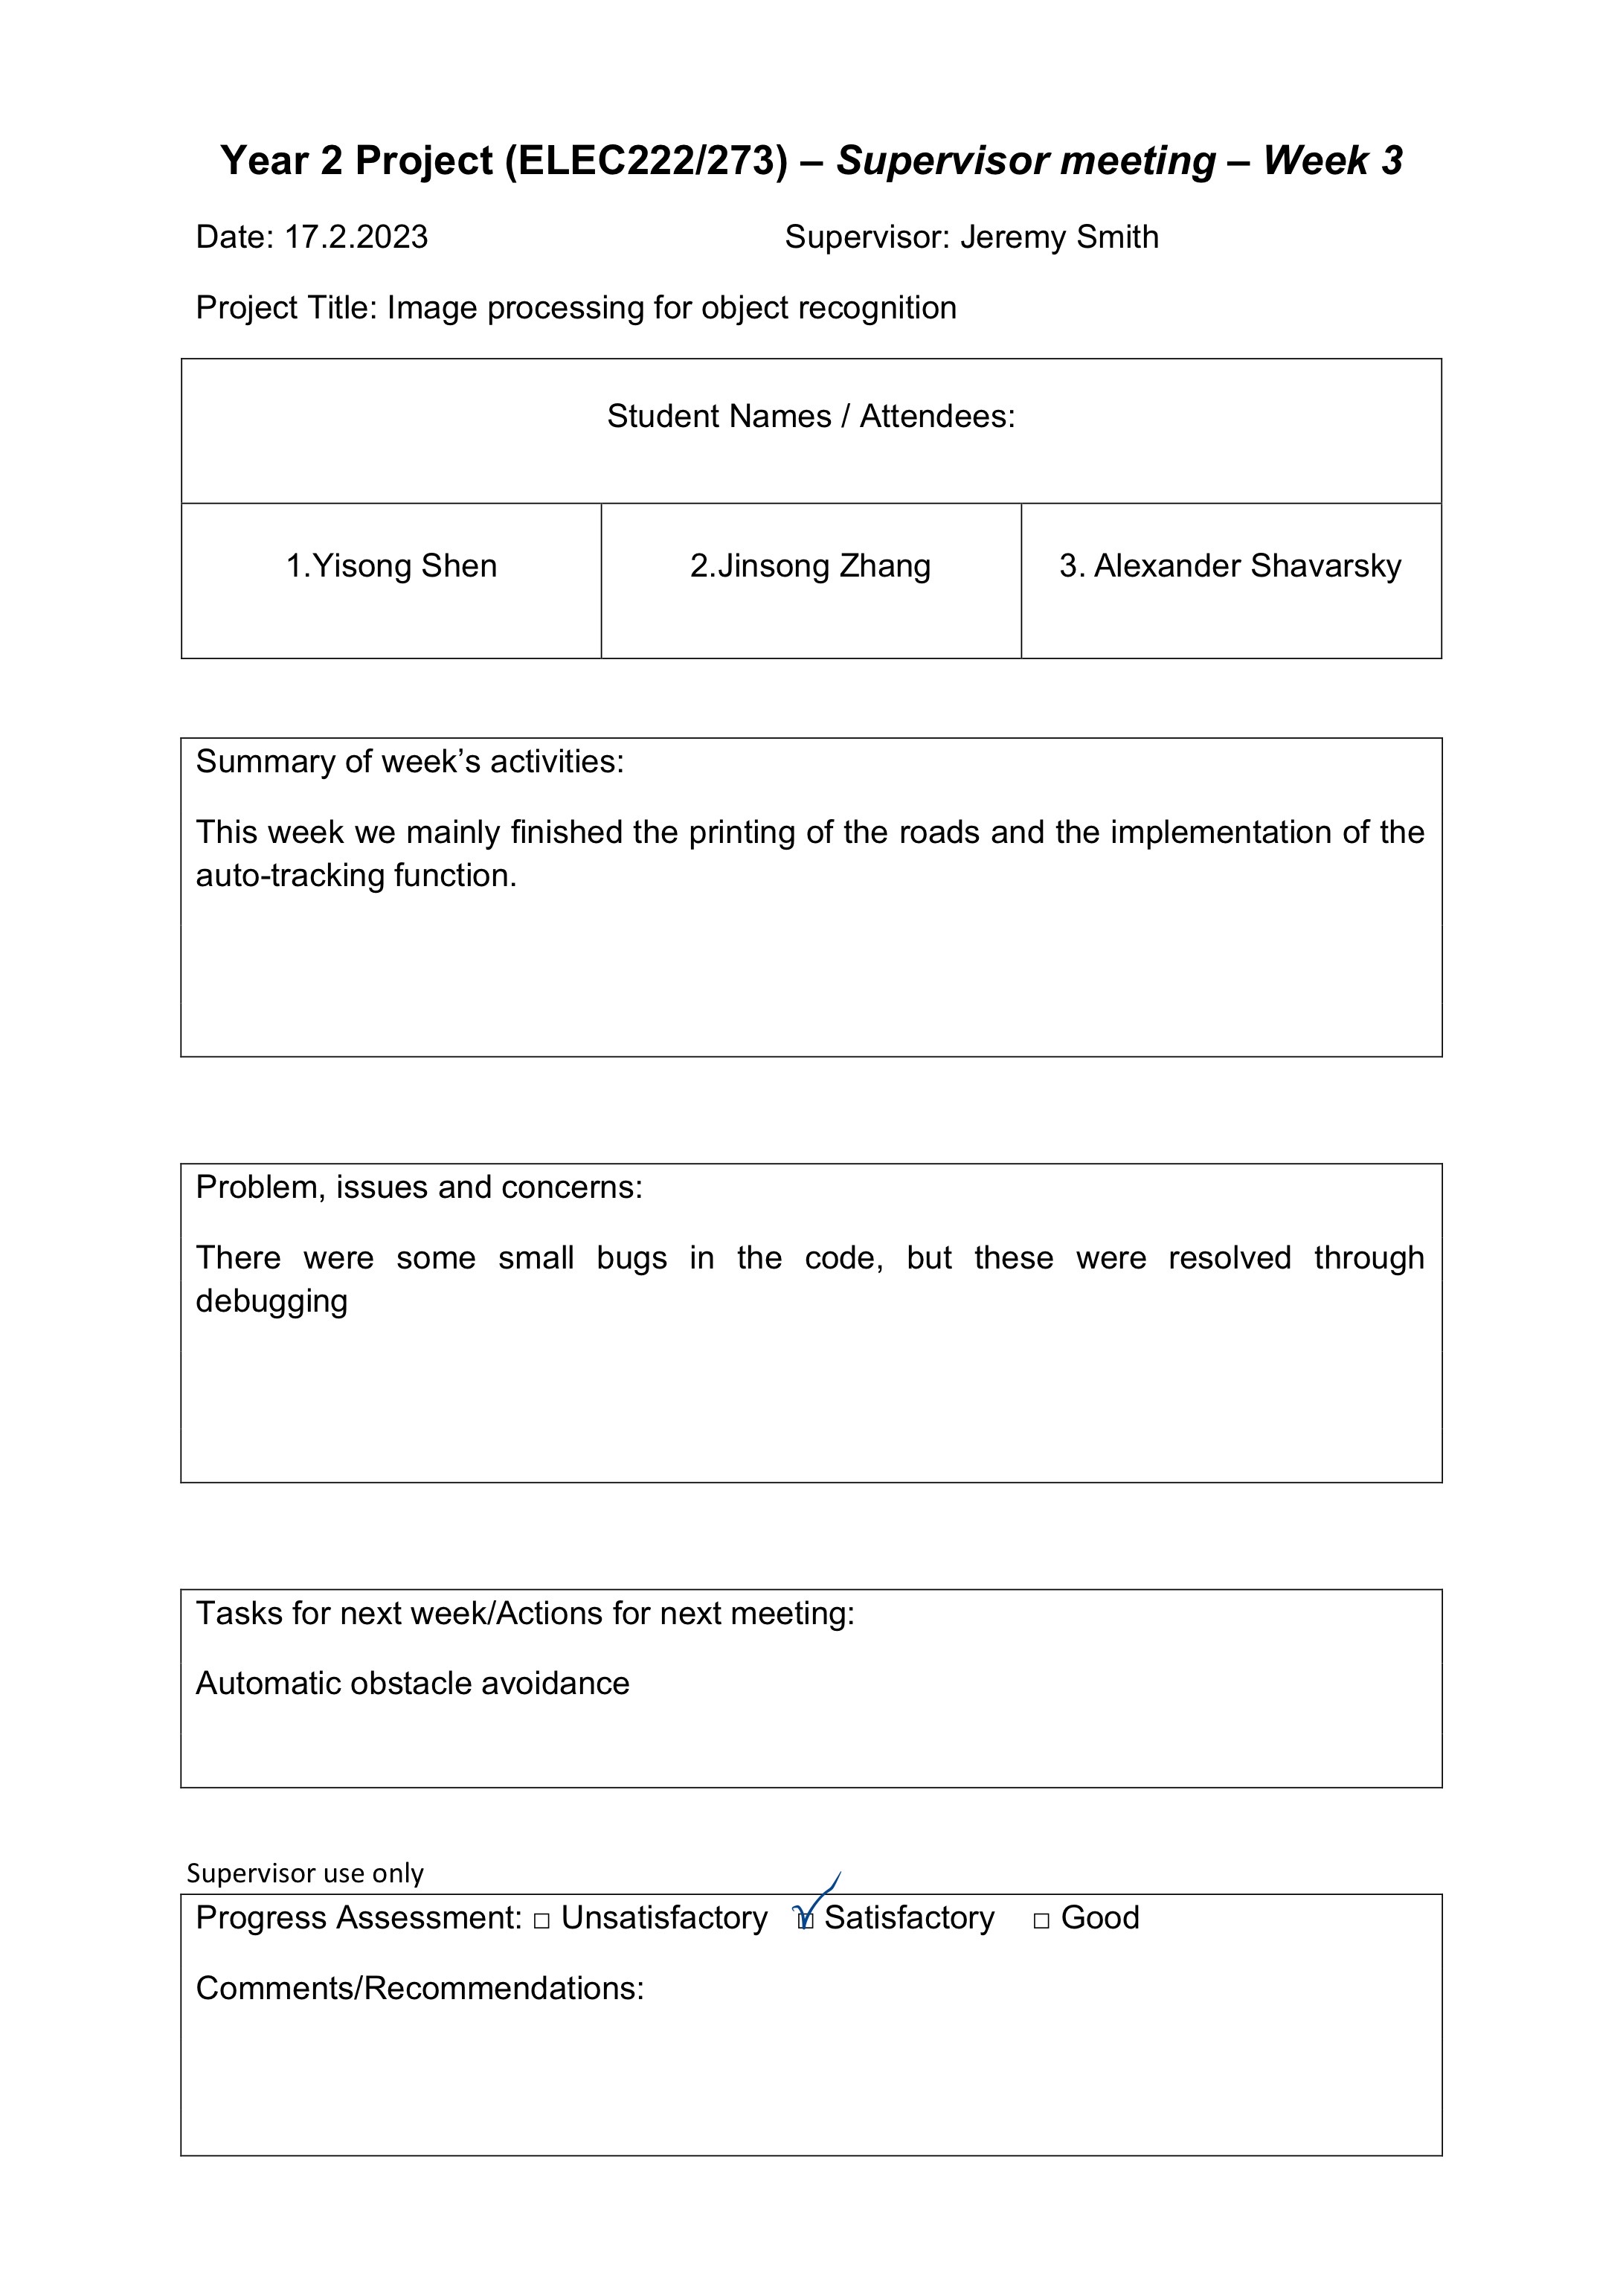 Year 2 Project (ELEC222/273) – Supervisor meeting – Week 3
Date: 17.2.2023 Supervisor: Jeremy Smith
Project Title: Image processing for object recognition
Student Names / Attendees:
1.Yisong Shen 2.Jinsong Zhang 3. Alexander Shavarsky
Summary of week’s activities:
This week we mainly finished the printing of the roads and the implementation of the
auto-tracking function.
Problem, issues and concerns:
There were some small bugs in the code, but these were resolved through
debugging
Tasks for next week/Actions for next meeting:
Automatic obstacle avoidance
Supervisor use only
Progress Assessment: □ Unsatisfactory ☑ Satisfactory □ Good
Comments/Recommendations: